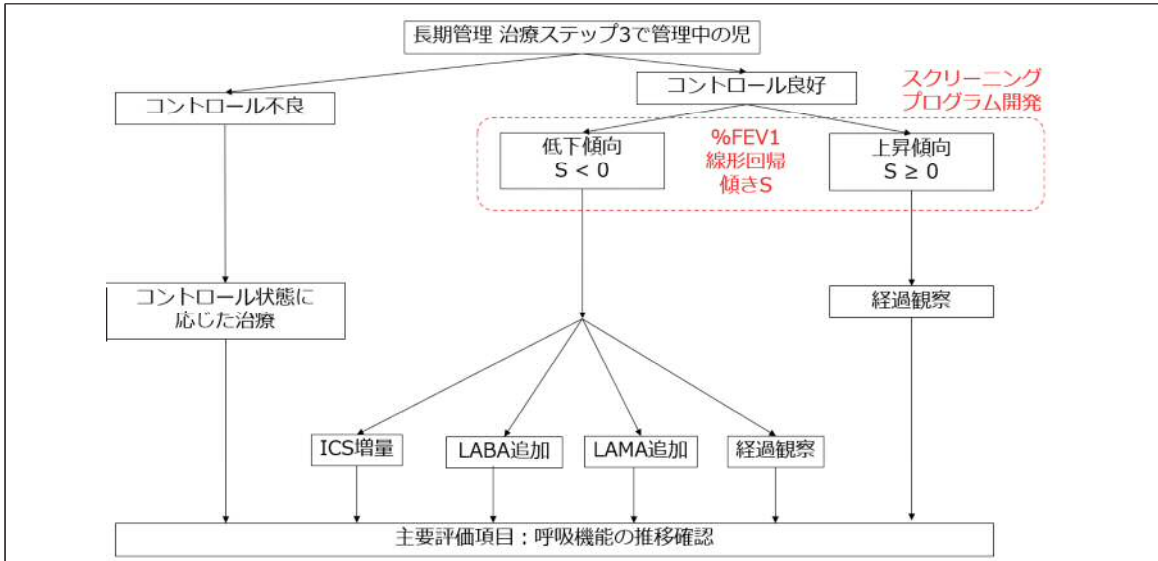 長期管理 治療ステップ3で管理中の児
コントロール不良
コントロール良好
スクリーニング
プログラム開発
低下傾向
S < 0
%FEV1
線形回帰
傾きS
上昇傾向
S ≥ 0
コントロール状態に
応じた治療
経過観察
ICS増量
LABA追加
LAMA追加
経過観察
主要評価項目：呼吸機能の推移確認